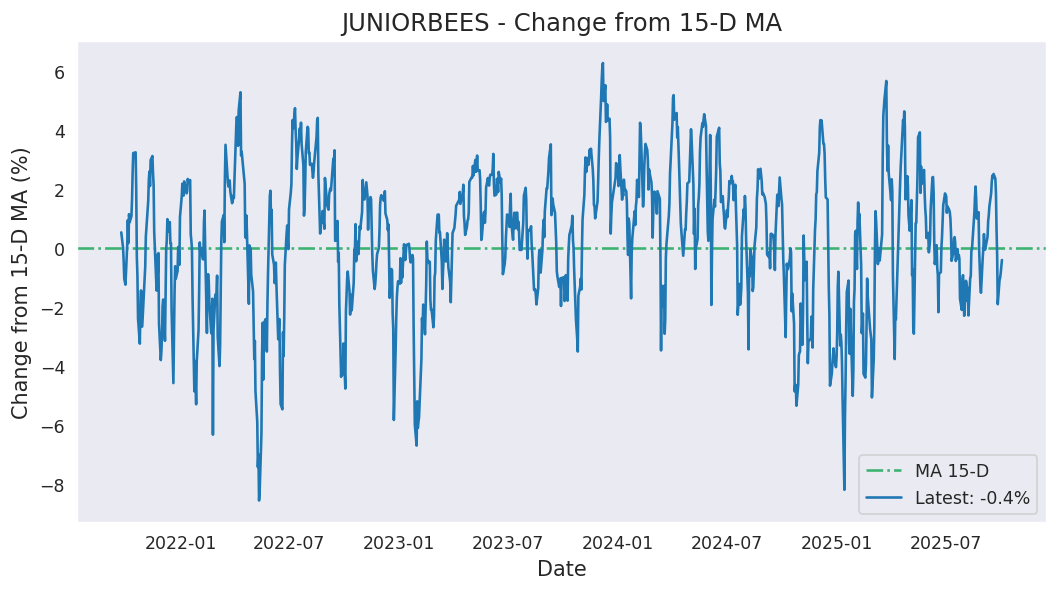 JUNIORBEES - Change from 15-D MA
Change from 15-D MA (%)
6
4
2
0
−2
−4
−6
−8
MA 15-D
Latest: -0.4%
2022-01 2022-07 2023-01 2023-07 2024-01 2024-07 2025-01 2025-07
Date